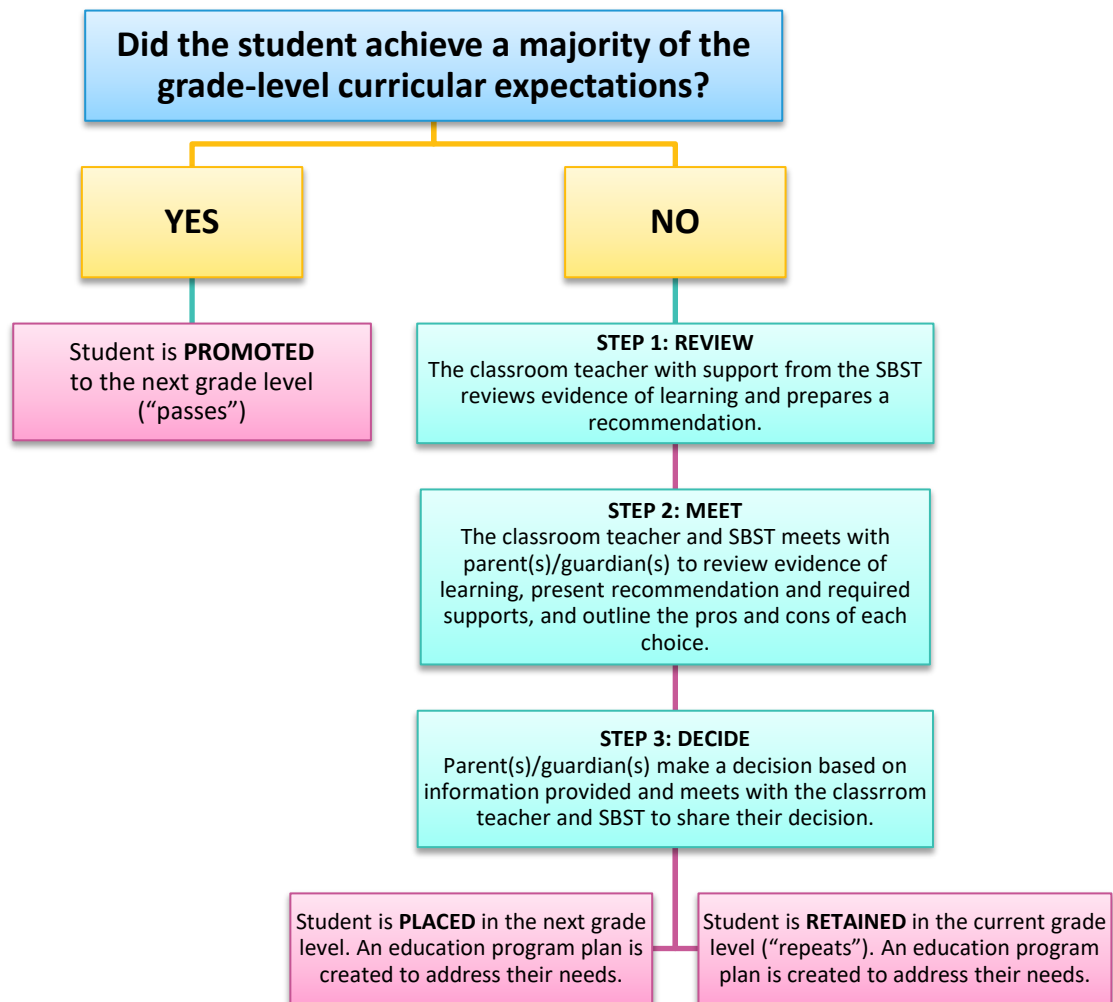 Did the student achieve a majority of the
grade-level curricular expectations?
YES
NO
Student is PROMOTED
to the next grade level
(“passes”)
STEP 1: REVIEW
The classroom teacher with support from the SBST
reviews evidence of learning and prepares a
recommendation.
STEP 2: MEET
The classroom teacher and SBST meets with
parent(s)/guardian(s) to review evidence of
learning, present recommendation and required
supports, and outline the pros and cons of each
choice.
STEP 3: DECIDE
Parent(s)/guardian(s) make a decision based on
information provided and meets with the classrrom
teacher and SBST to share their decision.
Student is PLACED in the next grade
level. An education program plan is
created to address their needs.
Student is RETAINED in the current grade
level (“repeats”). An education program
plan is created to address their needs.